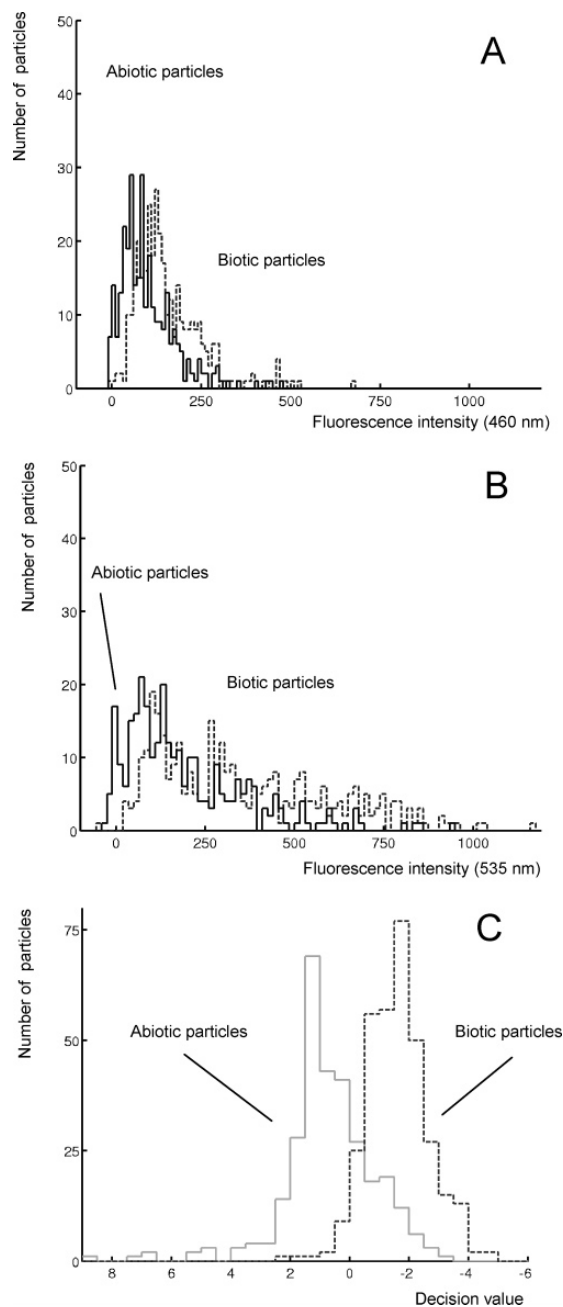 A
Number of particles
50
40
30
20
10
0
Abiotic particles
Biotic particles
0 250 500 750 1000
Fluorescence intensity (460 nm)
B
Number of particles
50
40
30
20
10
0
Abiotic particles
Biotic particles
0 250 500 750 1000
Fluorescence intensity (535 nm)
C
Number of particles
75
50
25
0
Abiotic particles
Biotic particles
8 6 4 2 0 -2 -4 -6
Decision value